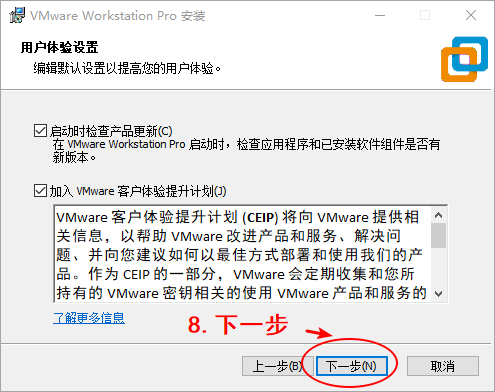 VMware Workstation Pro 安装
用户体验设置
编辑默认设置以提高您的用户体验。
启动时检查产品更新(C)
在 VMware Workstation Pro 启动时，检查应用程序和已安装软件组件是否有
新版本。
加入 VMware 客户体验提升计划(J)
VMware 客户体验提升计划 (CEIP) 将向 VMware 提供相
关信息，以帮助 VMware 改进产品和服务、解决问
题、并向您建议如何以最佳方式部署和使用我们的产
品。作为 CEIP 的一部分，VMware 会定期收集和您所
持有的 VMware 密钥相关的使用 VMware 产品和服务的
了解更多信息
8. 下一步
上一步(B)
下一步(N)
取消